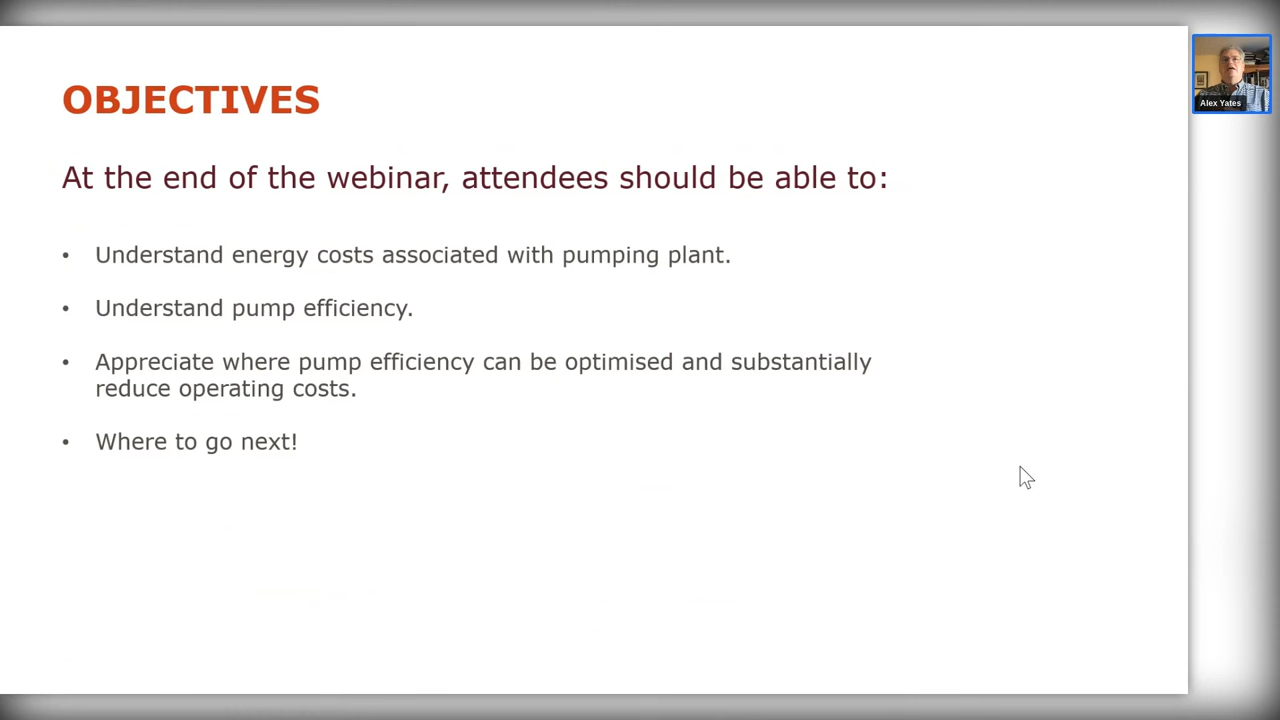 OBJECTIVES
At the end of the webinar, attendees should be able to:
• Understand energy costs associated with pumping plant.
• Understand pump efficiency.
• Appreciate where pump efficiency can be optimised and substantially
reduce operating costs.
• Where to go next!
Alex Yates